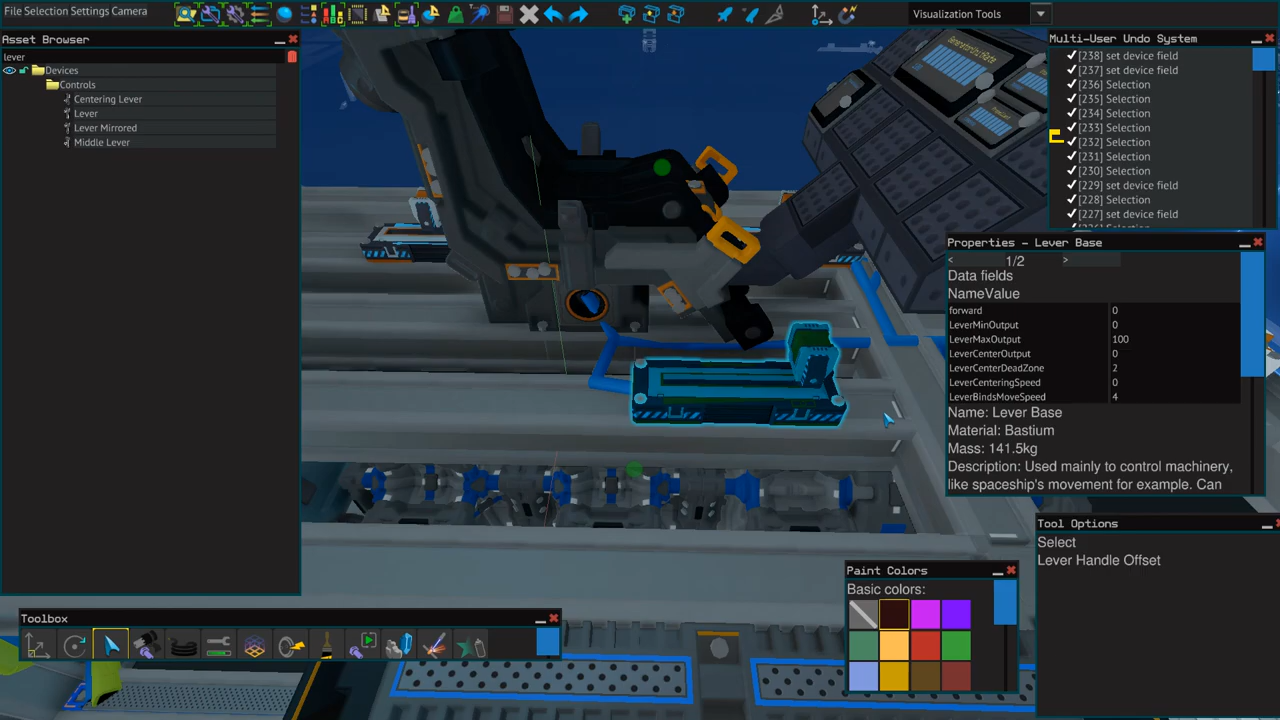 File Selection Settings Camera
Visualization Tools
Asset Browser
lever
Devices
Controls
Centering Lever
Lever
Lever Mirrored
Middle Lever
Multi-User Undo System
[238] set device field
[237] set device field
[236] Selection
[235] Selection
[234] Selection
[233] Selection
[232] Selection
[231] Selection
[230] Selection
[229] set device field
[228] Selection
[227] set device field
Properties - Lever Base
< 1/2 >
Data fields
NameValue
forward 0
LeverMinOutput 0
LeverMaxOutput 100
LeverCenterOutput 0
LeverCenterDeadZone 2
LeverCenteringSpeed 0
LeverBindsMoveSpeed 4
Name: Lever Base
Material: Bastium
Mass: 141.5kg
Description: Used mainly to control machinery,
like spaceship's movement for example. Can
Tool Options
Select
Lever Handle Offset
Paint Colors
Basic colors:
Toolbox